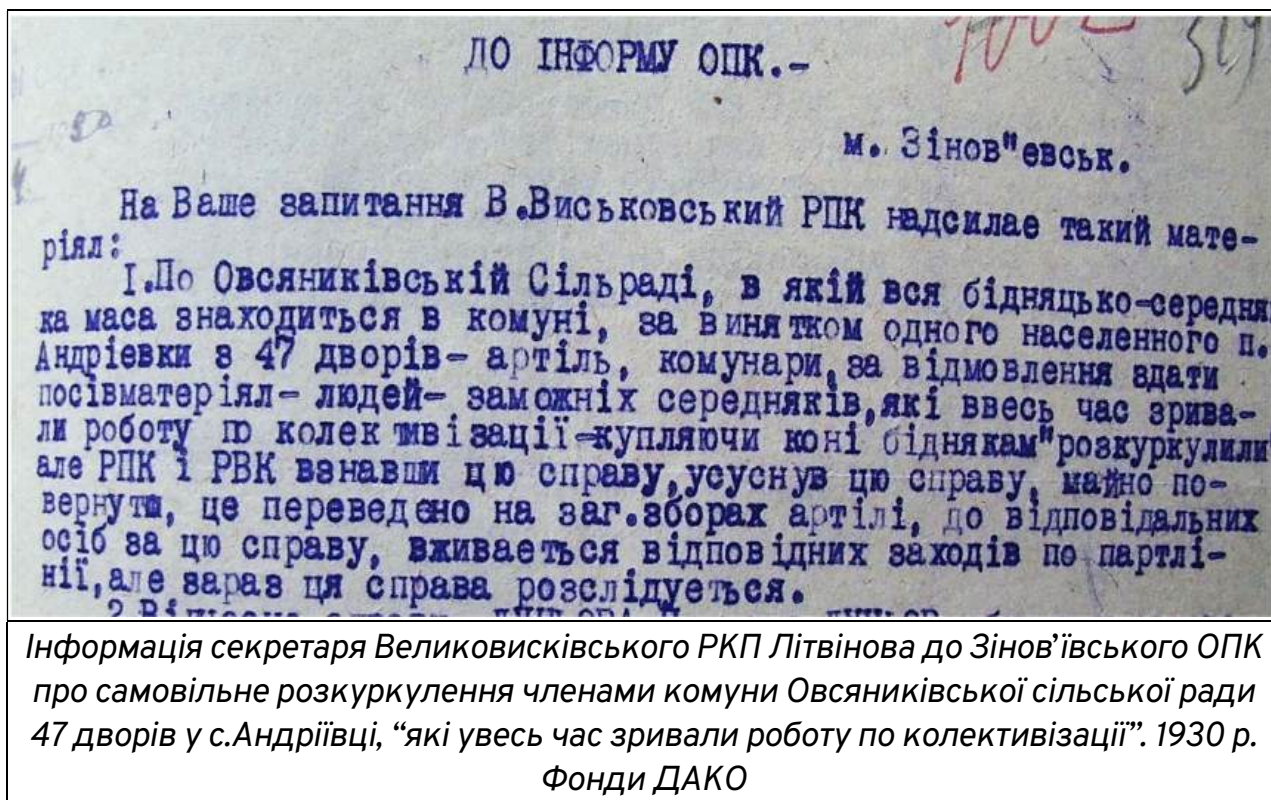 ДО ІНФОРМУ ОПК.-
м. Зінов"евськ.
На Ваше запитання В.Виськовський РПК надсилае такий мате-
ріял:
І.По Овсяниківській Сільраді, в якій вся бідняцько-середня
ка маса знаходиться в комуні, за винятком одного населенного п.
Андріевки з 47 дворів- артіль, комунари,за відмовлення здати
посівматеріял- людей- заможніх середняків,які ввесь час зрива-
ли роботу по колективізації-купляючи коні біднякам"розкуркулили"
але РПК і РВК взнавши цю справу,усуснув цю справу, майно по-
вернуто, це переведено на заг.зборах артілі, до відповідальних
осіб за цю справу, вживаеться відповідних заходів по партлі-
нії,але зараз ця справа розслідуеться.
Інформація секретаря Великовисківського РКП Літвінова до Зінов’ївського ОПК
про самовільне розкуркулення членами комуни Овсяниківської сільської ради
47 дворів у с.Андріївці, “які увесь час зривали роботу по колективізації”. 1930 р.
Фонди ДАКО